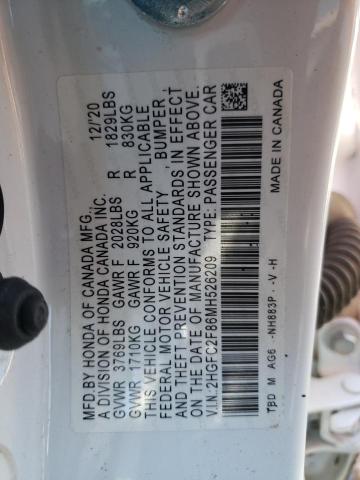 MFD.BY HONDA OF CANADA MFG., 12/'20
A DIVISION OF HONDA CANADA INC.
GVWR 3769LBS GAWR F 2028LBS R 1829LBS
GVWR 1710KG GAWR F 920KG R 830KG
THIS VEHICLE CONFORMS TO ALL APPLICABLE
FEDERAL MOTOR VEHICLE SAFETY, BUMPER,
AND THEFT PREVENTION STANDARDS IN EFFECT
ON THE DATE OF MANUFACTURE SHOWN ABOVE.
V.I.N. 2HGFC2F86MH526209 TYPE: PASSENGER CAR
TBD M AG6 -NH883P. -V -H
MADE IN CANADA